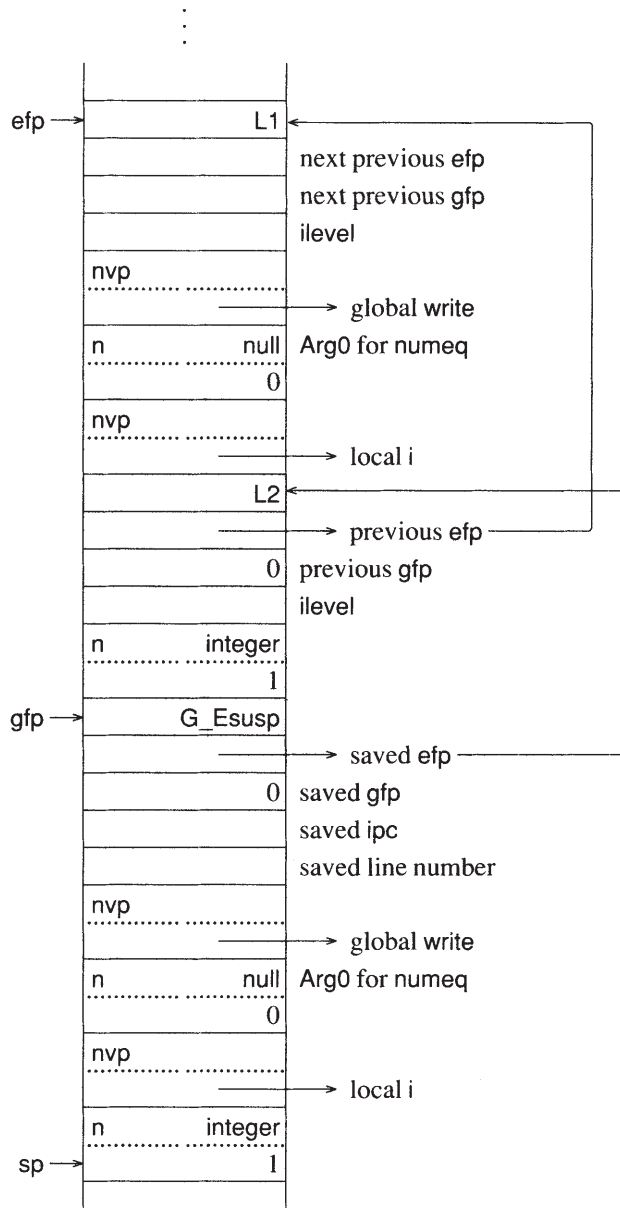 efp L1
next previous efp
next previous gfp
ilevel
nvp
global write
n null Arg0 for numeq
0
nvp
local i
L2
previous efp
0 previous gfp
ilevel
n integer
1
gfp G_Esusp
saved efp
0 saved gfp
saved ipc
saved line number
nvp
global write
n null Arg0 for numeq
0
nvp
local i
n integer
sp 1